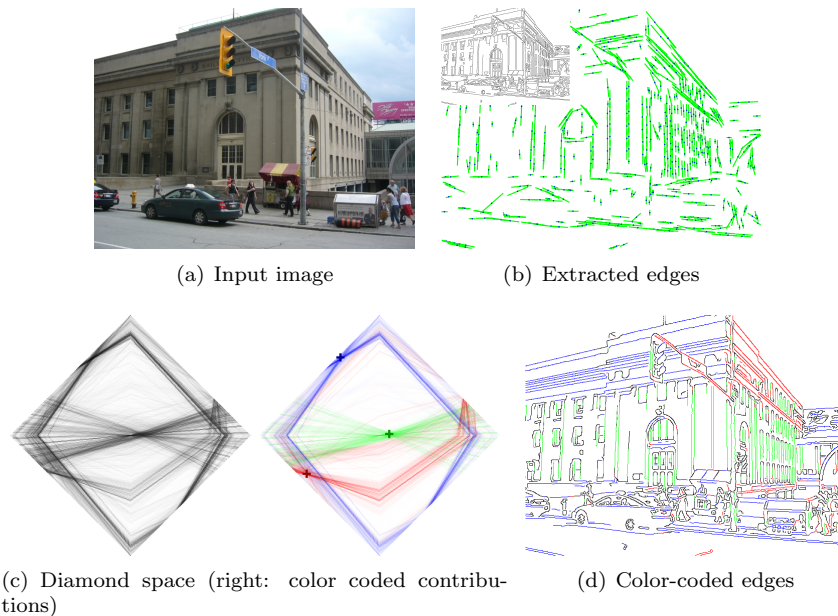 (a) Input image
(b) Extracted edges
(c) Diamond space (right: color coded contribu-
tions)
(d) Color-coded edges